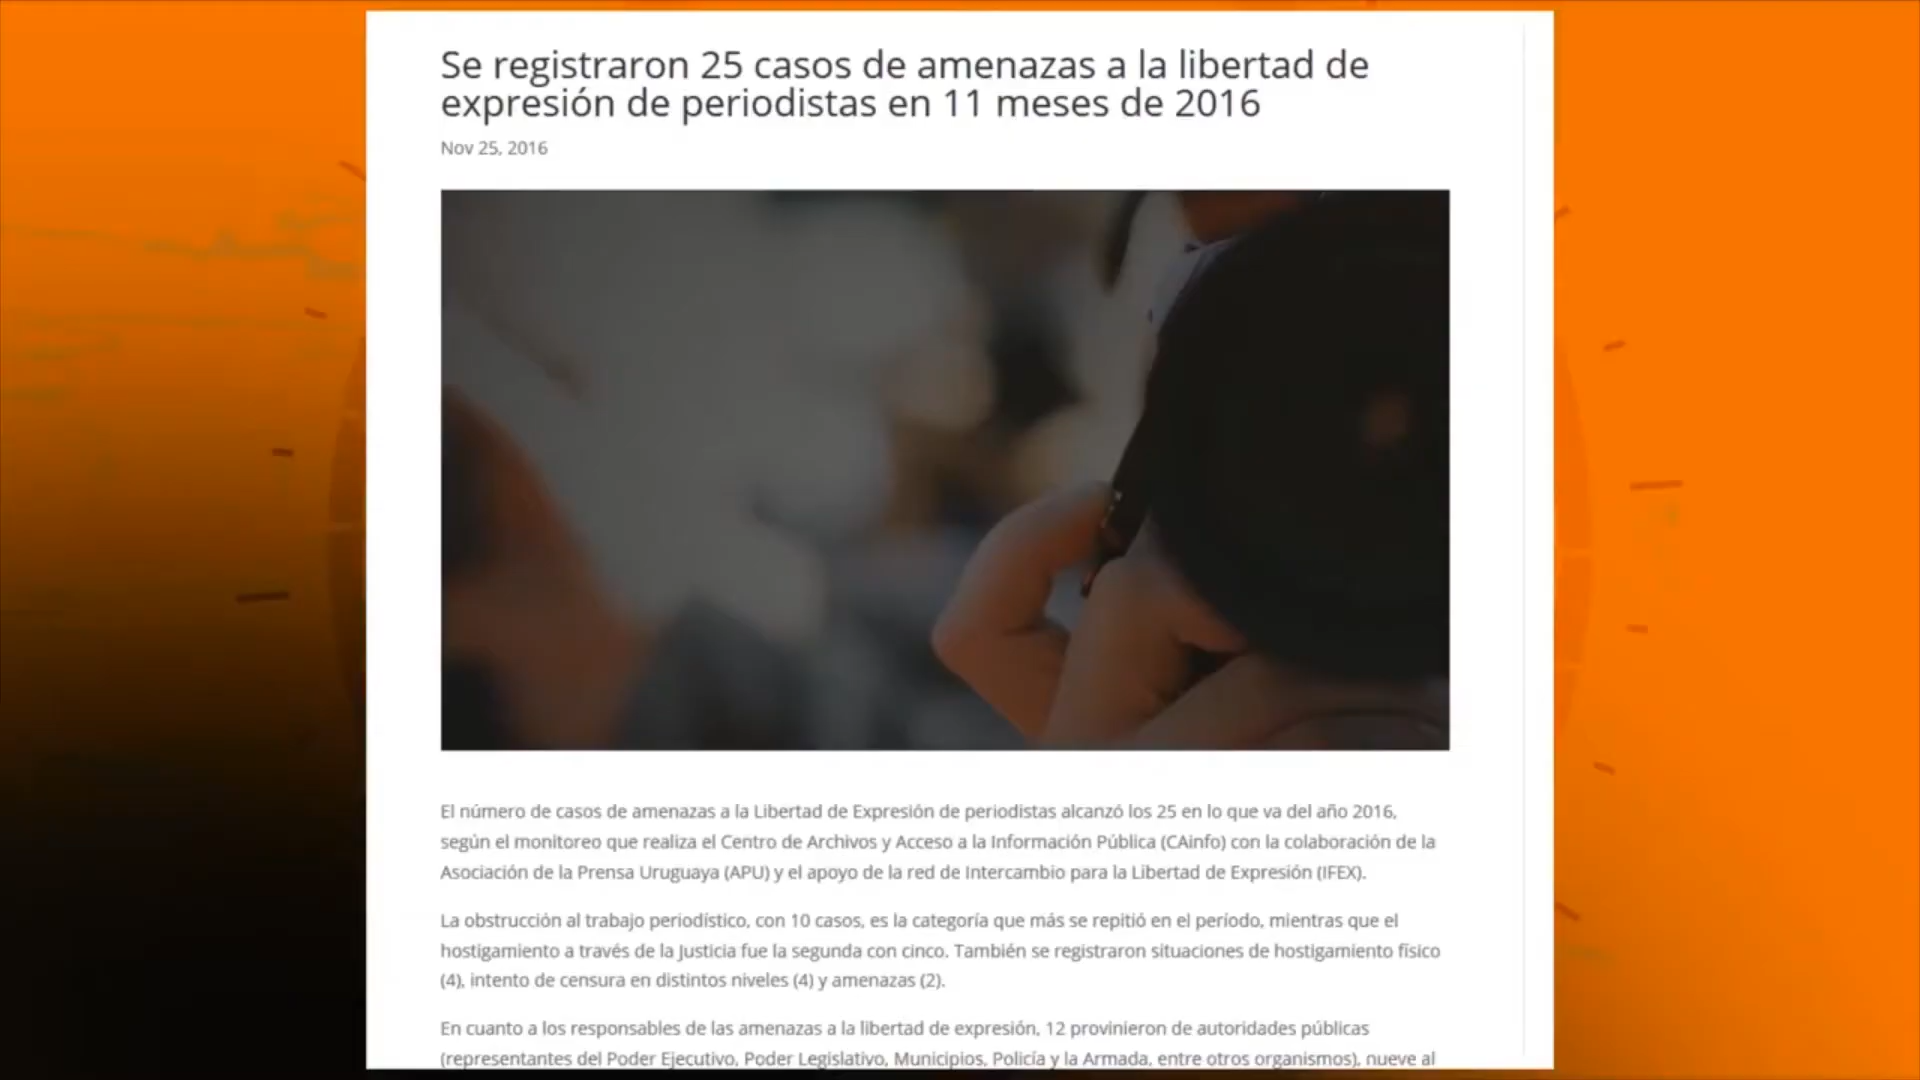 Se registraron 25 casos de amenazas a la libertad de
expresión de periodistas en 11 meses de 2016
Nov 25, 2016
El número de casos de amenazas a la Libertad de Expresión de periodistas alcanzó los 25 en lo que va del año 2016,
según el monitoreo que realiza el Centro de Archivos y Acceso a la Información Pública (CAinfo) con la colaboración de la
Asociación de la Prensa Uruguaya (APU) y el apoyo de la red de Intercambio para la Libertad de Expresión (IFEX).
La obstrucción al trabajo periodístico, con 10 casos, es la categoría que más se repitió en el período, mientras que el
hostigamiento a través de la Justicia fue la segunda con cinco. También se registraron situaciones de hostigamiento físico
(4), intento de censura en distintos niveles (4) y amenazas (2).
En cuanto a los responsables de las amenazas a la libertad de expresión, 12 provinieron de autoridades públicas
(representantes del Poder Ejecutivo, Poder Legislativo, Municipios, Policía y la Armada, entre otros organismos), nueve al